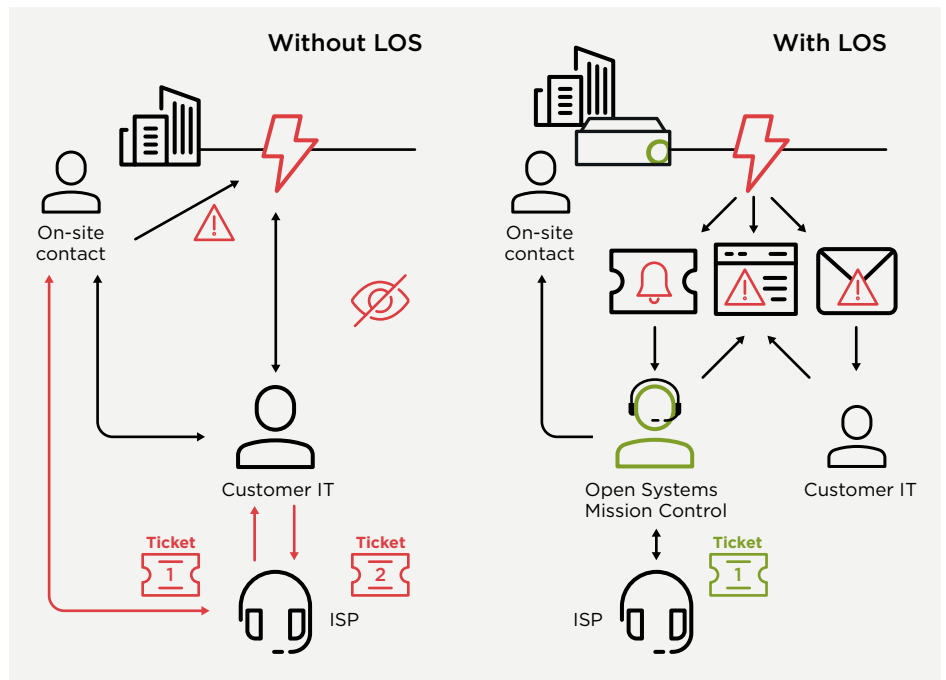 Without LOS
On-site
contact
Customer IT
Ticket
1
Ticket
2
ISP
With LOS
On-site
contact
Open Systems
Mission Control
Customer IT
Ticket
1
ISP